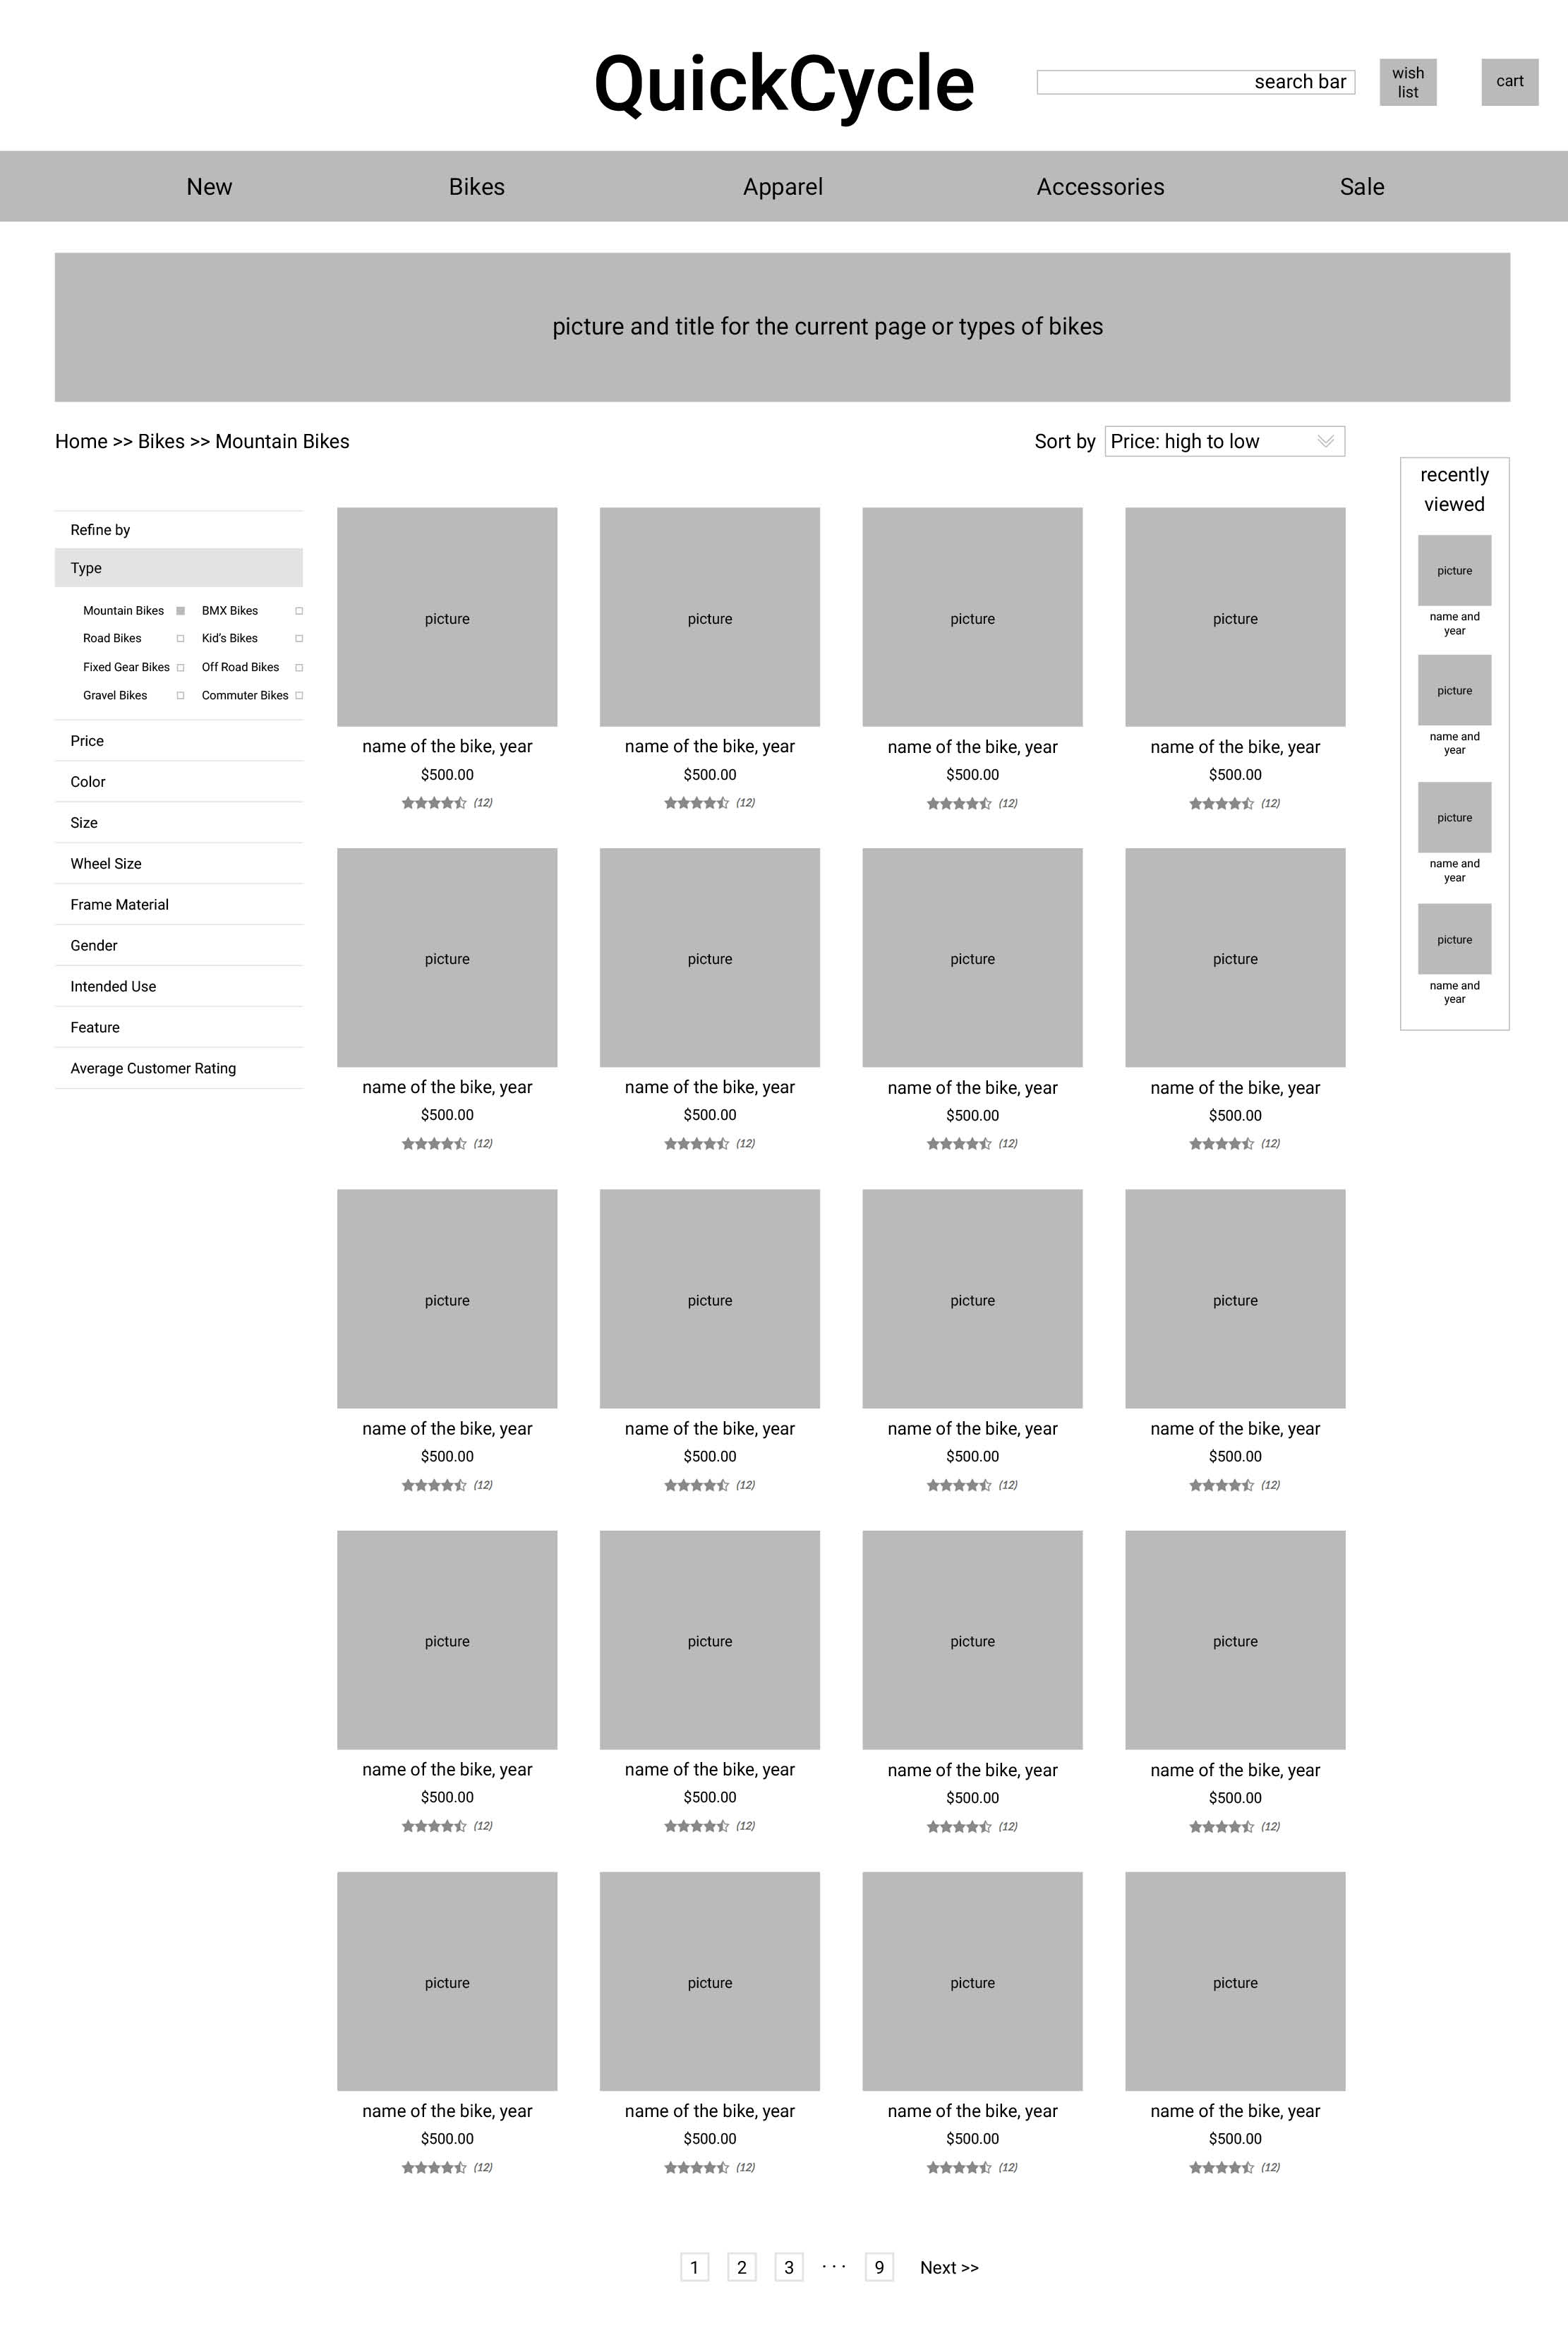 QuickCycle
search bar
wish
list
cart
New Bikes Apparel Accessories Sale
picture and title for the current page or types of bikes
Home >> Bikes >> Mountain Bikes
Sort by Price: high to low
Refine by
Type
Mountain Bikes BMX Bikes
Road Bikes Kid’s Bikes
Fixed Gear Bikes Off Road Bikes
Gravel Bikes Commuter Bikes
Price
Color
Size
Wheel Size
Frame Material
Gender
Intended Use
Feature
Average Customer Rating
picture picture picture picture
name of the bike, year name of the bike, year name of the bike, year name of the bike, year
$500.00 $500.00 $500.00 $500.00
(12) (12) (12) (12)
picture picture picture picture
name of the bike, year name of the bike, year name of the bike, year name of the bike, year
$500.00 $500.00 $500.00 $500.00
(12) (12) (12) (12)
picture picture picture picture
name of the bike, year name of the bike, year name of the bike, year name of the bike, year
$500.00 $500.00 $500.00 $500.00
(12) (12) (12) (12)
picture picture picture picture
name of the bike, year name of the bike, year name of the bike, year name of the bike, year
$500.00 $500.00 $500.00 $500.00
(12) (12) (12) (12)
picture picture picture picture
name of the bike, year name of the bike, year name of the bike, year name of the bike, year
$500.00 $500.00 $500.00 $500.00
(12) (12) (12) (12)
recently
viewed
picture
name and
year
picture
name and
year
picture
name and
year
picture
name and
year
1 2 3 · · · 9 Next >>